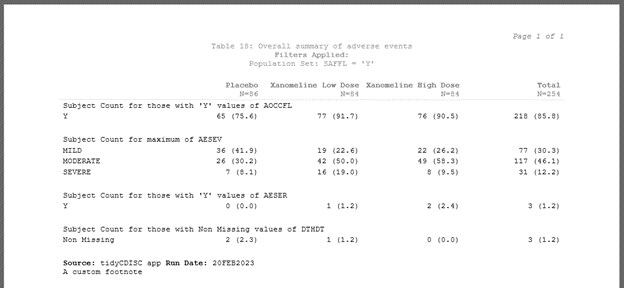 Page 1 of 1
Table 18: Overall summary of adverse events
Filters Applied:
Population Set: SAFFL = 'Y'
Placebo Xanomeline Low Dose Xanomeline High Dose Total
N=86 N=84 N=84 N=254
Subject Count for those with 'Y' values of AOCCFL
Y 65 (75.6) 77 (91.7) 76 (90.5) 218 (85.8)
Subject Count for maximum of AESEV
MILD 36 (41.9) 19 (22.6) 22 (26.2) 77 (30.3)
MODERATE 26 (30.2) 42 (50.0) 49 (58.3) 117 (46.1)
SEVERE 7 (8.1) 16 (19.0) 8 (9.5) 31 (12.2)
Subject Count for those with 'Y' values of AESER
Y 0 (0.0) 1 (1.2) 2 (2.4) 3 (1.2)
Subject Count for those with Non Missing values of DTHDT
Non Missing 2 (2.3) 1 (1.2) 0 (0.0) 3 (1.2)
Source: tidyCDISC app Run Date: 20FEB2023
A custom footnote